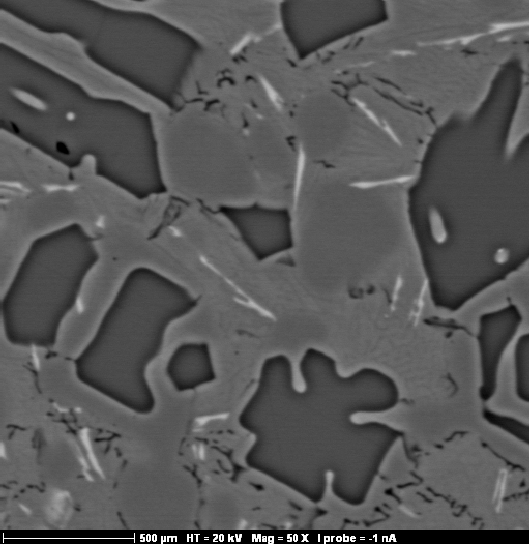 500 µm HT = 20 kV Mag = 50 X I probe = -1 nA